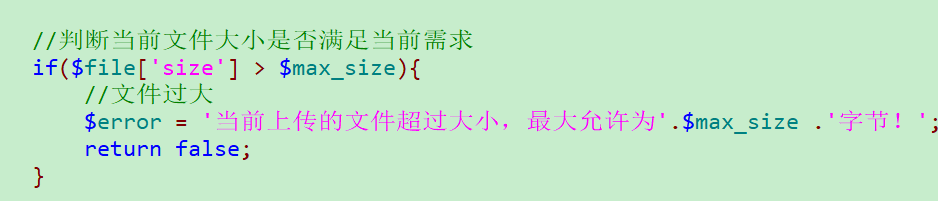 //判断当前文件大小是否满足当前需求
if($file['size'] > $max_size){
    //文件过大
    $error = '当前上传的文件超过大小，最大允许为'.$max_size .'字节！';
    return false;
}